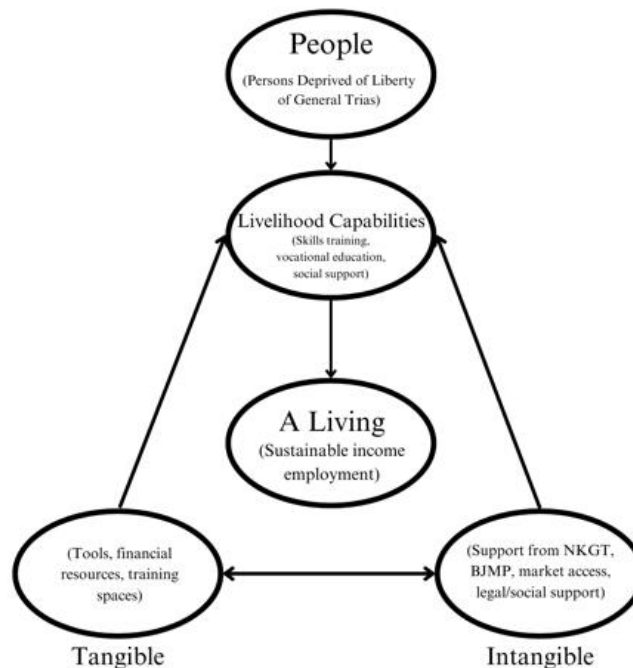 People
(Persons Deprived of Liberty
of General Trias)
Livelihood Capabilities
(Skills training,
vocational education,
social support)
A Living
(Sustainable income
employment)
(Tools, financial
resources, training
spaces)
(Support from NKGT,
BJMP, market access,
legal/social support)
Tangible
Intangible